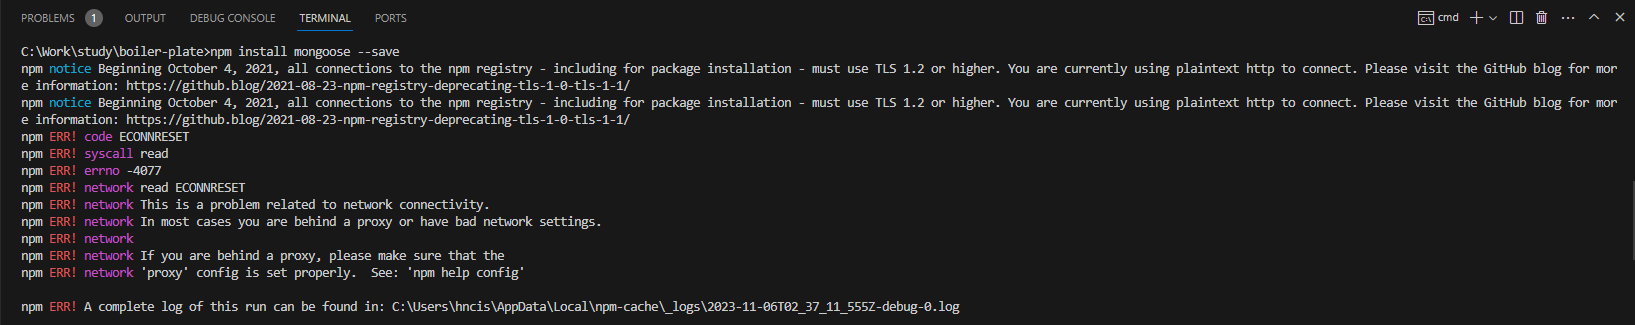 PROBLEMS 1 OUTPUT DEBUG CONSOLE TERMINAL PORTS cmd
C:\Work\study\boiler-plate>npm install mongoose --save
npm notice Beginning October 4, 2021, all connections to the npm registry - including for package installation - must use TLS 1.2 or higher. You are currently using plaintext http to connect. Please visit the GitHub blog for mor
e information: https://github.blog/2021-08-23-npm-registry-deprecating-tls-1-0-tls-1-1/
npm notice Beginning October 4, 2021, all connections to the npm registry - including for package installation - must use TLS 1.2 or higher. You are currently using plaintext http to connect. Please visit the GitHub blog for mor
e information: https://github.blog/2021-08-23-npm-registry-deprecating-tls-1-0-tls-1-1/
npm ERR! code ECONNRESET
npm ERR! syscall read
npm ERR! errno -4077
npm ERR! network read ECONNRESET
npm ERR! network This is a problem related to network connectivity.
npm ERR! network In most cases you are behind a proxy or have bad network settings.
npm ERR! network
npm ERR! network If you are behind a proxy, please make sure that the
npm ERR! network 'proxy' config is set properly.  See: 'npm help config'
npm ERR! A complete log of this run can be found in: C:\Users\hncis\AppData\Local\npm-cache\_logs\2023-11-06T02_37_11_555Z-debug-0.log